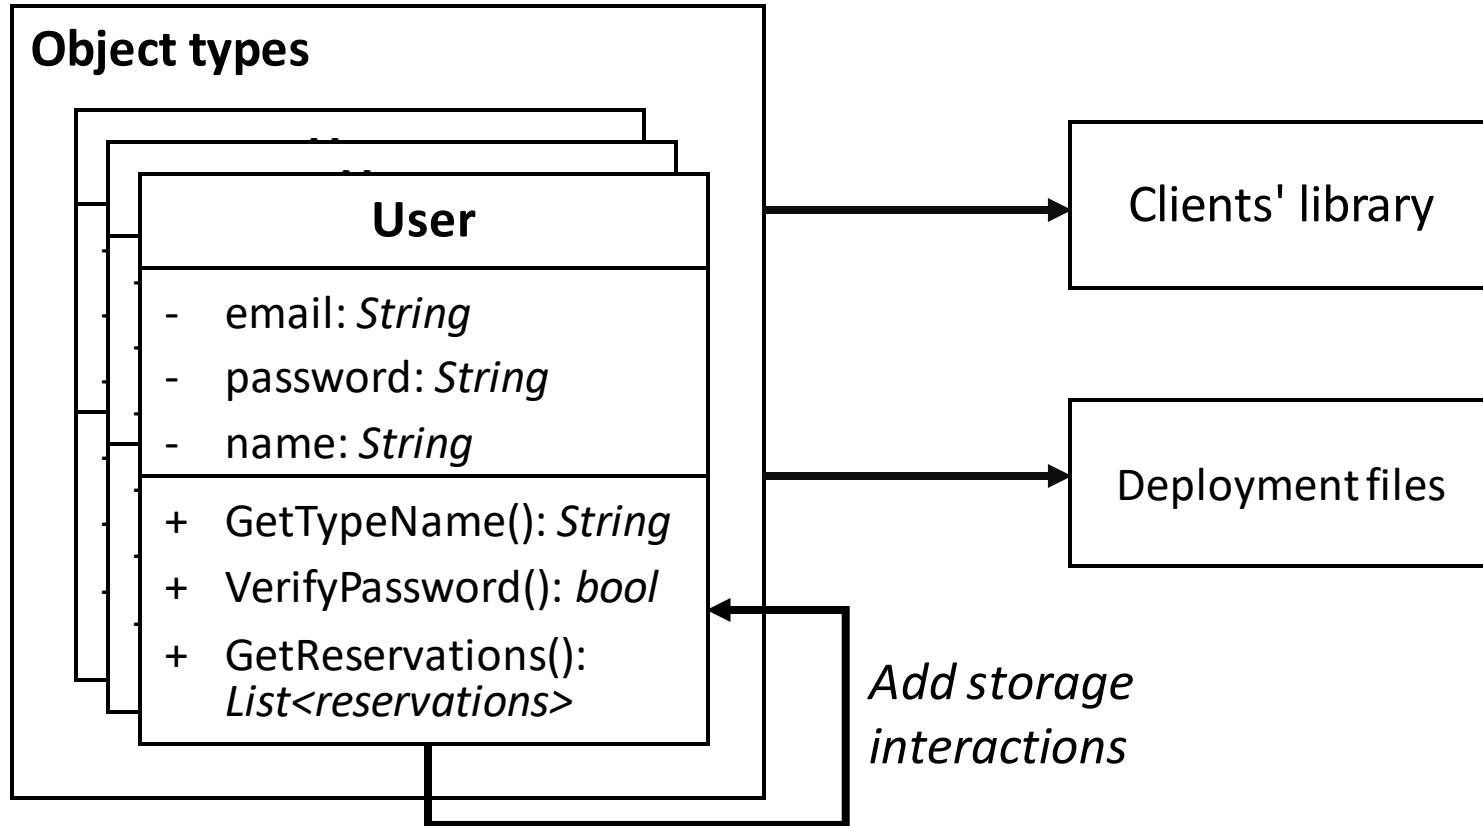 Object types
User
- email: String
- password: String
- name: String
+ GetTypeName(): String
+ VerifyPassword(): bool
+ GetReservations():
List<reservations>
Clients' library
Deployment files
Add storage
interactions